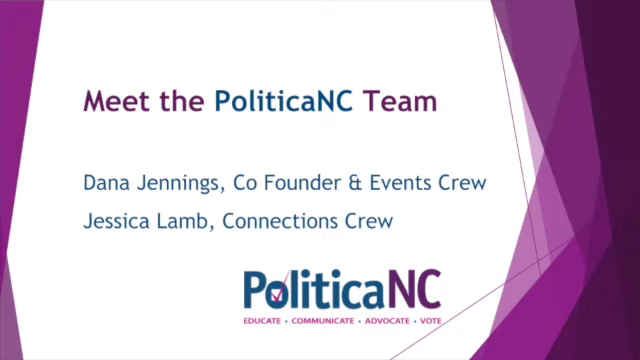 Meet the PoliticaNC Team
Dana Jennings, Co Founder & Events Crew
Jessica Lamb, Connections Crew
PoliticaNC
EDUCATE • COMMUNICATE • ADVOCATE • VOTE